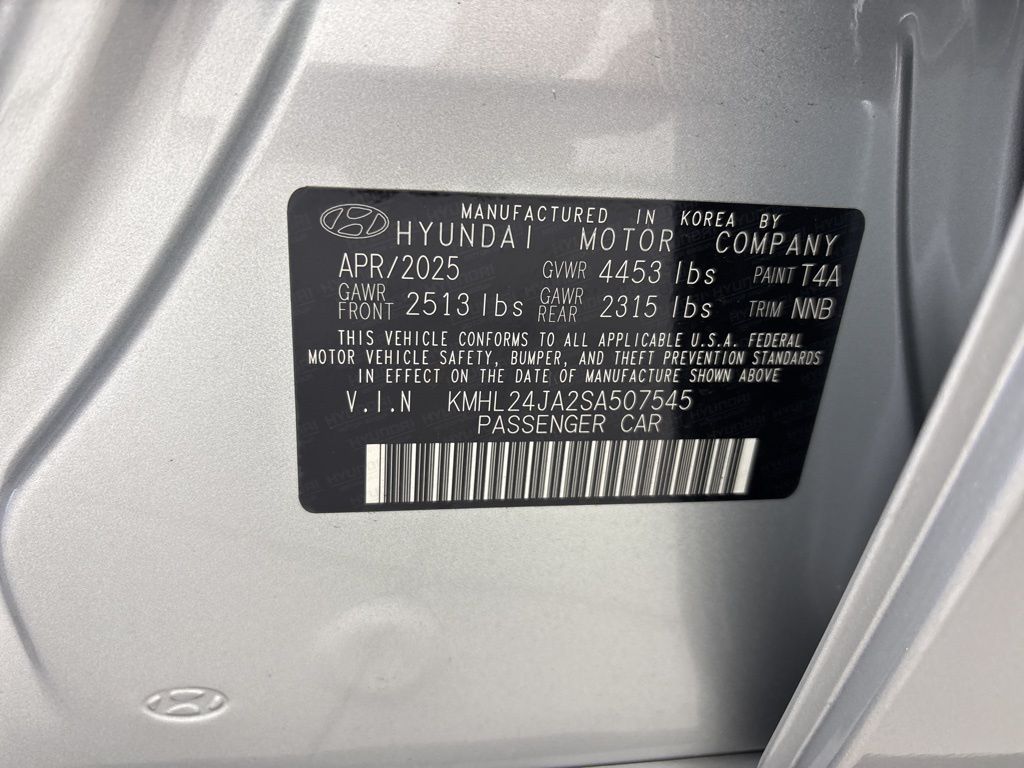 MANUFACTURED IN KOREA BY
HYUNDAI MOTOR COMPANY
APR/2025 GVWR 4453 lbs PAINT T4A
GAWR FRONT 2513 lbs GAWR REAR 2315 lbs TRIM NNB
THIS VEHICLE CONFORMS TO ALL APPLICABLE U.S.A. FEDERAL
MOTOR VEHICLE SAFETY, BUMPER, AND THEFT PREVENTION STANDARDS
IN EFFECT ON THE DATE OF MANUFACTURE SHOWN ABOVE
V.I.N KMHL24JA2SA507545
PASSENGER CAR